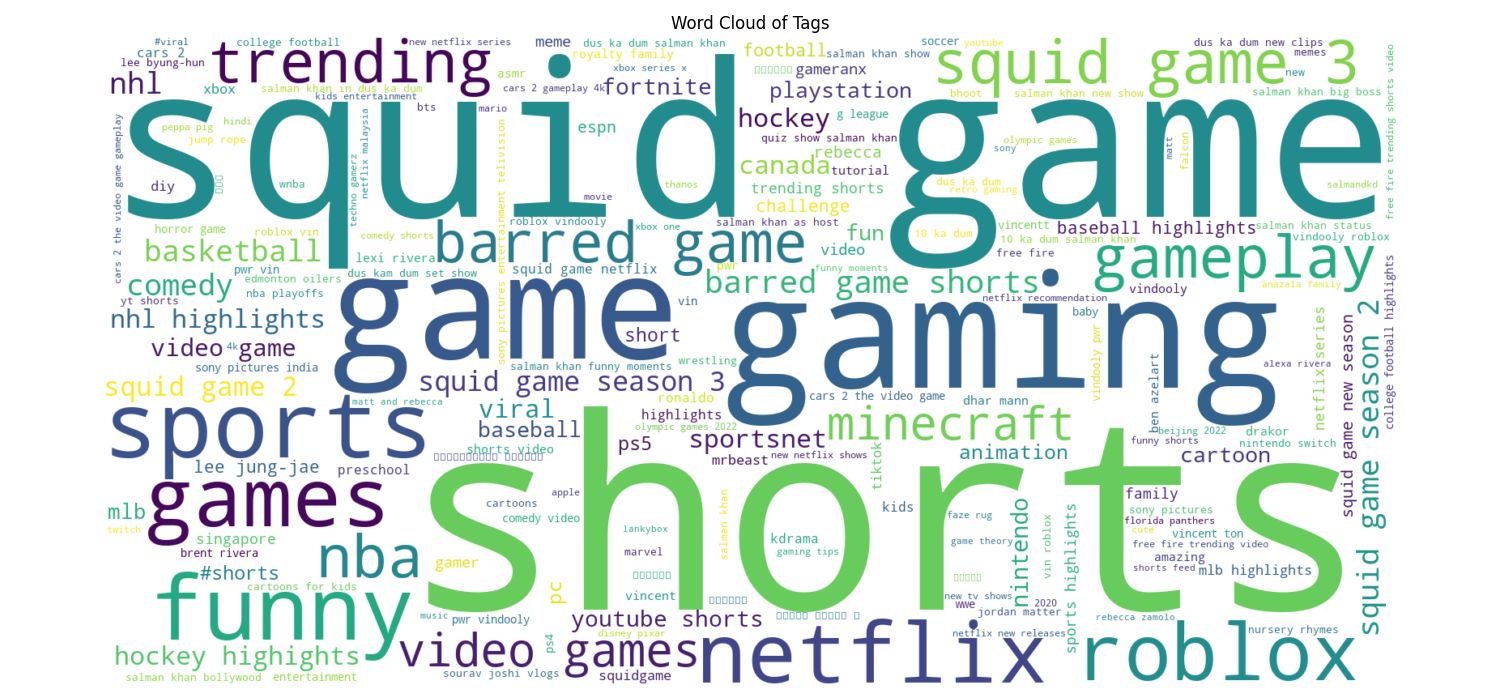 Word Cloud of Tags
#viral
college football
new netflix series
meme
dus ka dum salman khan
football
soccer
youtube
dus ka dum new clips
cars 2
trending
royalty family
salman khan show
squid game 3
memes
lee byung-hun
xbox series x
gameranx
new
nhl
xbox
salman khan in dus ka dum
asmr
cars 2 gameplay 4k
fortnite
playstation
bhoot
salman khan new show
salman khan big boss
kids entertainment
bts
mario
squid game
hockey
g league
free fire trending shorts video
cars 2 the video game gameplay
peppa pig
hindi
jump rope
techno gamerz
netflix malaysia
sony pictures entertainment telivision
espn
quiz show salman khan
rebecca
olympic games
sony
matt
falcon
canada
tutorial
diy
wnba
thanos
trending shorts
dus ka dum
retro gaming
salmandkd
movie
challenge
horror game
roblox vin
comedy shorts
roblox vindooly
xbox one
salman khan as host
10 ka dum
vincentt
baseball highlights
salman khan status
basketball
lexi rivera
barred game
fun
video
10 ka dum salman khan
vindooly roblox
pwr vin
dus kam dum set show
squid game netflix
pwr
funny moments
free fire
gameplay
comedy
edmonton oilers
nba playoffs
barred game shorts
vindooly
anazala family
yt shorts
game
vin
gaming
netflix recommendation
baby
nhl highlights
short
vindooly pwr
netflix series
squid game new season
squid game season 2
college football highlights
video game
4k
sony pictures india
salman khan funny moments
wrestling
ben azelart
alexa rivera
squid game 2
squid game season 3
cars 2 the video game
dhar mann
matt and rebecca
ronaldo
sports
viral
highlights
minecraft
baseball
olympic games 2022
beijing 2022
drakor
shorts video
ps5
sportsnet
funny shorts
nintendo switch
lee jung-jae
preschool
mrbeast
new netflix shows
tiktok
animation
cartoon
games
shorts
cartoons
apple
kids
family
mlb
comedy video
lankybox
salman khan
faze rug
sony pictures
twitch
florida panthers
singapore
kdrama
game theory
nintendo
vin roblox
sports highlights
cute
vincent ton
brent rivera
nba
marvel
gaming tips
free fire trending video
amazing
#shorts
gamer
shorts feed
mlb highlights
cartoons for kids
pc
vincent
new tv shows
funny
music
pwr vindooly
youtube shorts
wwe
2020
jordan matter
rebecca zamolo
hockey highights
video games
ps4
disney pixar
netflix
netflix new releases
roblox
nursery rhymes
salman khan bollywood
entertainment
sourav joshi vlogs
squidgame